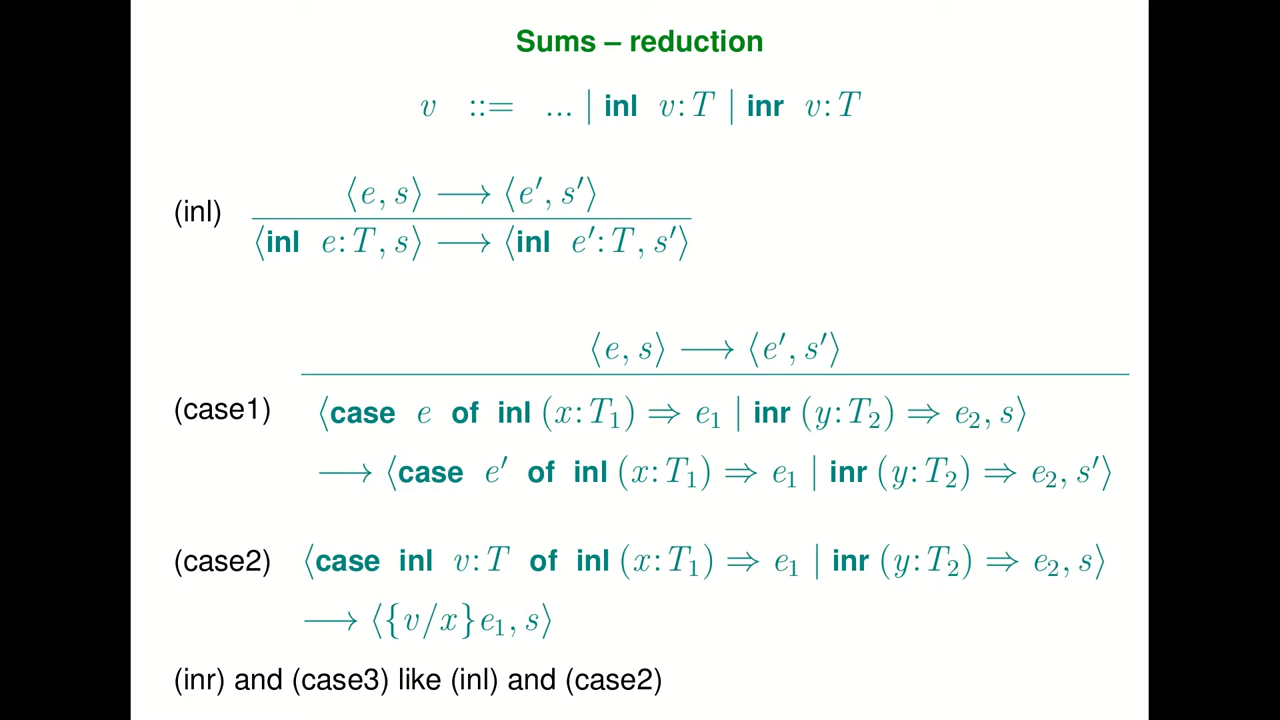 Sums – reduction
v ::= ... | inl v:T | inr v:T
⟨e, s⟩ ⟶ ⟨e′, s′⟩
(inl) ⟨inl e:T, s⟩ ⟶ ⟨inl e′:T, s′⟩
⟨e, s⟩ ⟶ ⟨e′, s′⟩
(case1) ⟨case e of inl (x:T₁) ⇒ e₁ | inr (y:T₂) ⇒ e₂, s⟩
⟶ ⟨case e′ of inl (x:T₁) ⇒ e₁ | inr (y:T₂) ⇒ e₂, s′⟩
(case2) ⟨case inl v:T of inl (x:T₁) ⇒ e₁ | inr (y:T₂) ⇒ e₂, s⟩
⟶ ⟨{v/x}e₁, s⟩
(inr) and (case3) like (inl) and (case2)